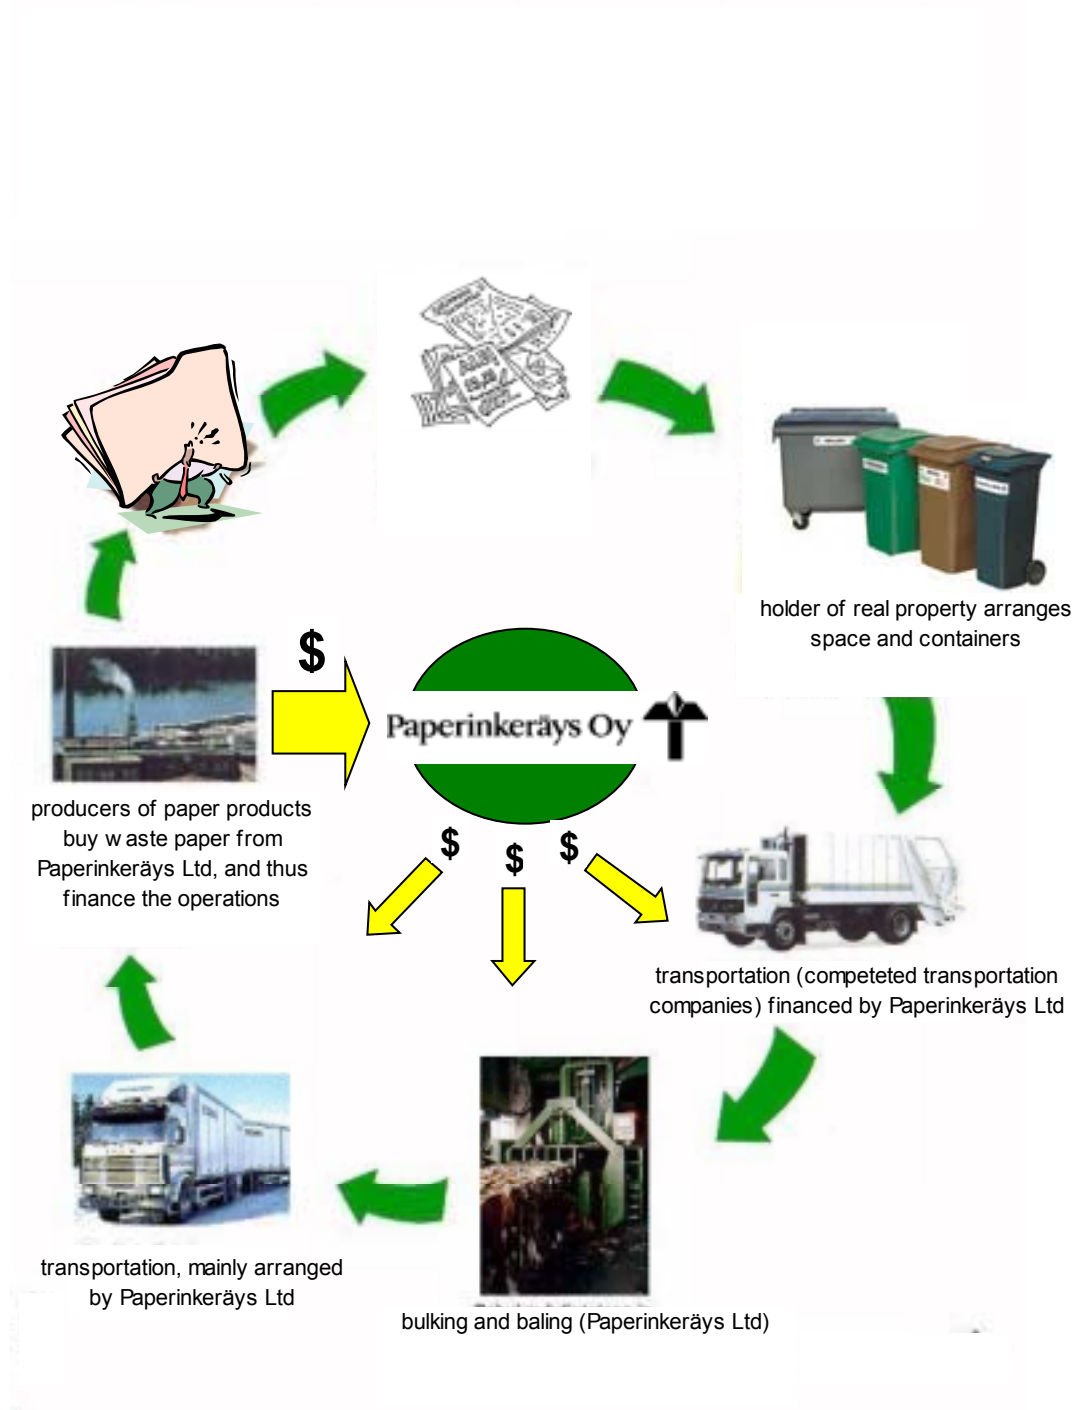 holder of real property arranges
space and containers
$
Paperinkeräys Oy
producers of paper products
buy waste paper from
Paperinkeräys Ltd, and thus
finance the operations
$
$
$
transportation (competeted transportation
companies) financed by Paperinkeräys Ltd
transportation, mainly arranged
by Paperinkeräys Ltd
bulking and baling (Paperinkeräys Ltd)